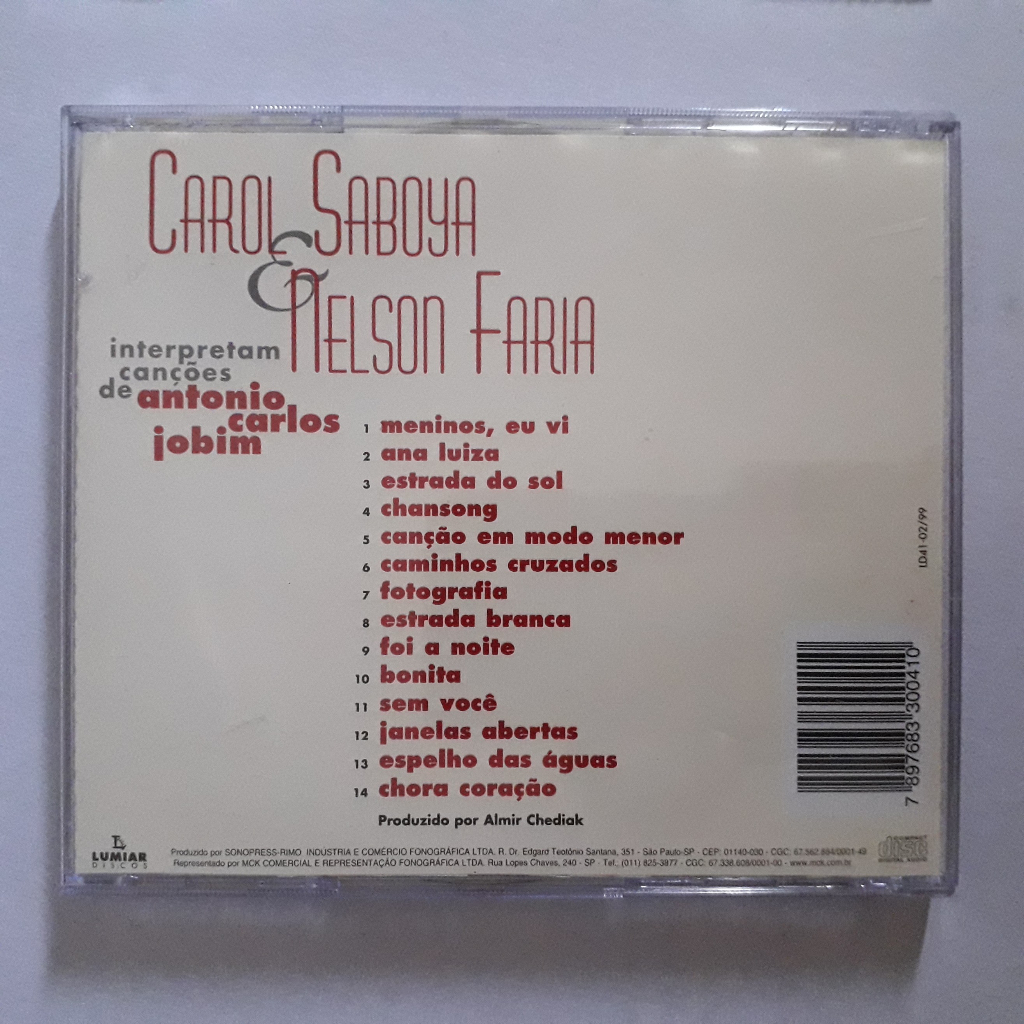 CAROL SABOYA
&
NELSON FARIA
interpretam
canções
de antonio
carlos
jobim
1 meninos, eu vi
2 ana luiza
3 estrada do sol
4 chansong
5 canção em modo menor
6 caminhos cruzados
7 fotografia
8 estrada branca
9 foi a noite
10 bonita
11 sem você
12 janelas abertas
13 espelho das águas
14 chora coração
Produzido por Almir Chediak
LD41-02/99
7 897683 300410
LUMIAR
DISCOS
Produzido por SONOPRESS-RIMO INDÚSTRIA E COMÉRCIO FONOGRÁFICA LTDA. R. Dr. Edgard Teotônio Santana, 351 - São Paulo-SP - CEP: 01140-030 - CGC: 67.562.884/0001-49
Representado por MCK COMERCIAL E REPRESENTAÇÃO FONOGRÁFICA LTDA. Rua Lopes Chaves, 240 - SP - Tel.: (011) 825-3877 - CGC: 67.338.608/0001-00 - www.mck.com.br
COMPACT
disc
DIGITAL AUDIO